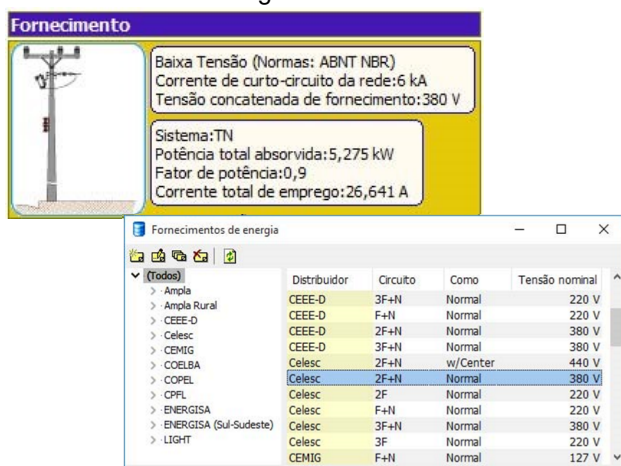 Fornecimento
Baixa Tensão (Normas: ABNT NBR)
Corrente de curto-circuito da rede:6 kA
Tensão concatenada de fornecimento:380 V
Sistema:TN
Potência total absorvida:5,275 kW
Fator de potência:0,9
Corrente total de emprego:26,641 A
Fornecimentos de energia
(Todos)
Ampla
Ampla Rural
CEEE-D
Celesc
CEMIG
COELBA
COPEL
CPFL
ENERGISA
ENERGISA (Sul-Sudeste)
LIGHT
Distribuidor Circuito Como Tensão nominal
CEEE-D 3F+N Normal 220 V
CEEE-D F+N Normal 220 V
CEEE-D 2F+N Normal 380 V
CEEE-D 3F+N Normal 380 V
Celesc 2F+N w/Center 440 V
Celesc 2F+N Normal 380 V
Celesc 2F Normal 220 V
Celesc F+N Normal 220 V
Celesc 3F+N Normal 380 V
Celesc 3F Normal 220 V
CEMIG F+N Normal 127 V